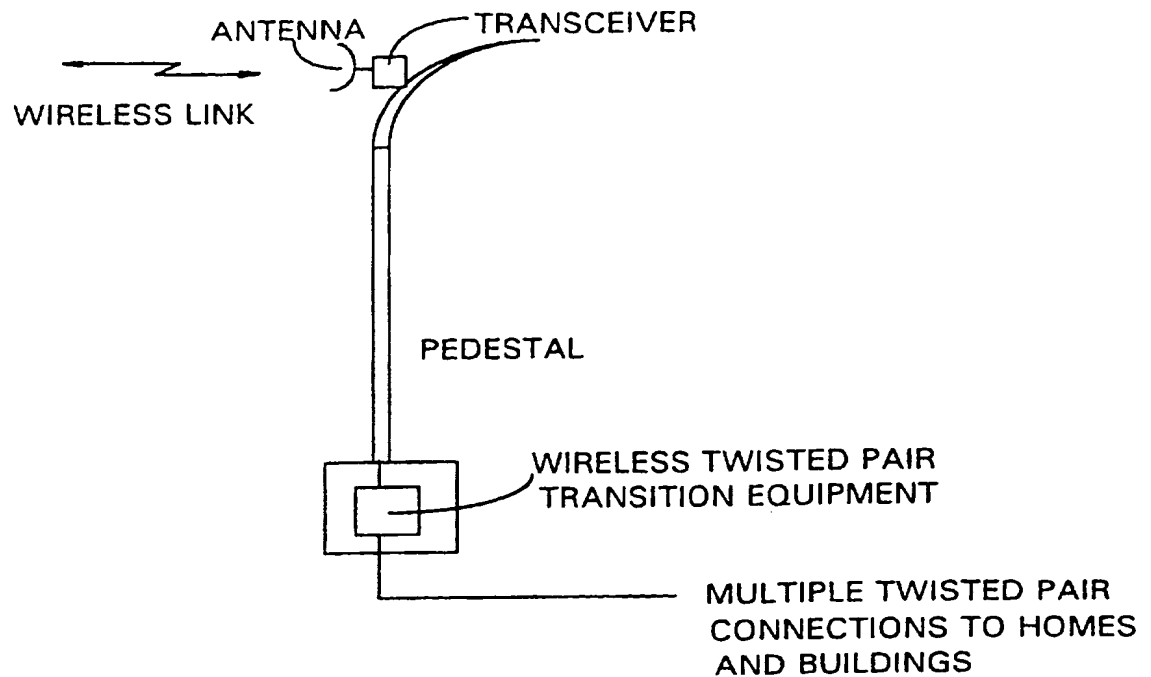 ANTENNA
TRANSCEIVER
WIRELESS LINK
PEDESTAL
WIRELESS TWISTED PAIR
TRANSITION EQUIPMENT
MULTIPLE TWISTED PAIR
CONNECTIONS TO HOMES
AND BUILDINGS